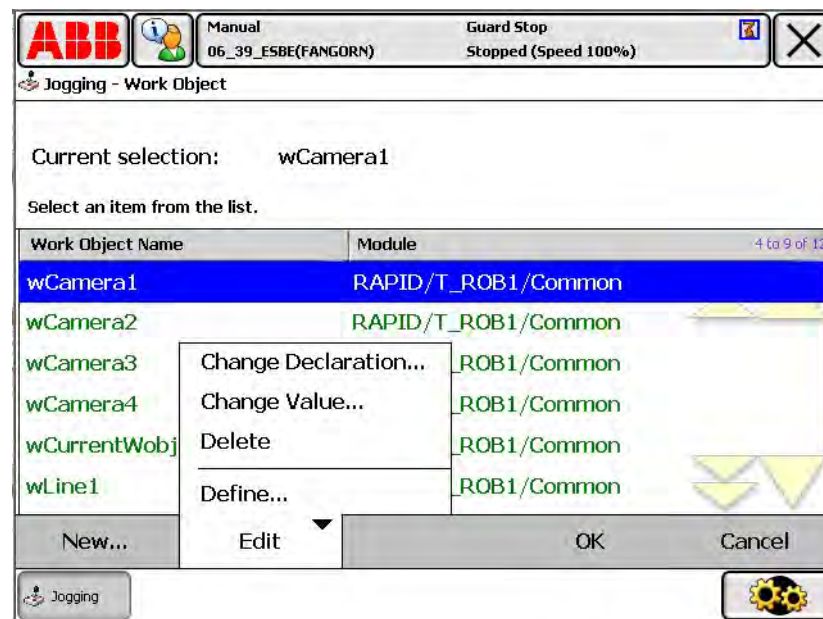 ABB
Manual
06_39_ESBE(FANGORN)
Guard Stop
Stopped (Speed 100%)
Jogging - Work Object
Current selection: wCamera1
Select an item from the list.
Work Object Name Module 4 to 9 of 12
wCamera1 RAPID/T_ROB1/Common
wCamera2 RAPID/T_ROB1/Common
wCamera3 _ROB1/Common
wCamera4 _ROB1/Common
wCurrentWobj _ROB1/Common
wLine1 _ROB1/Common
Change Declaration...
Change Value...
Delete
Define...
New... Edit OK Cancel
Jogging